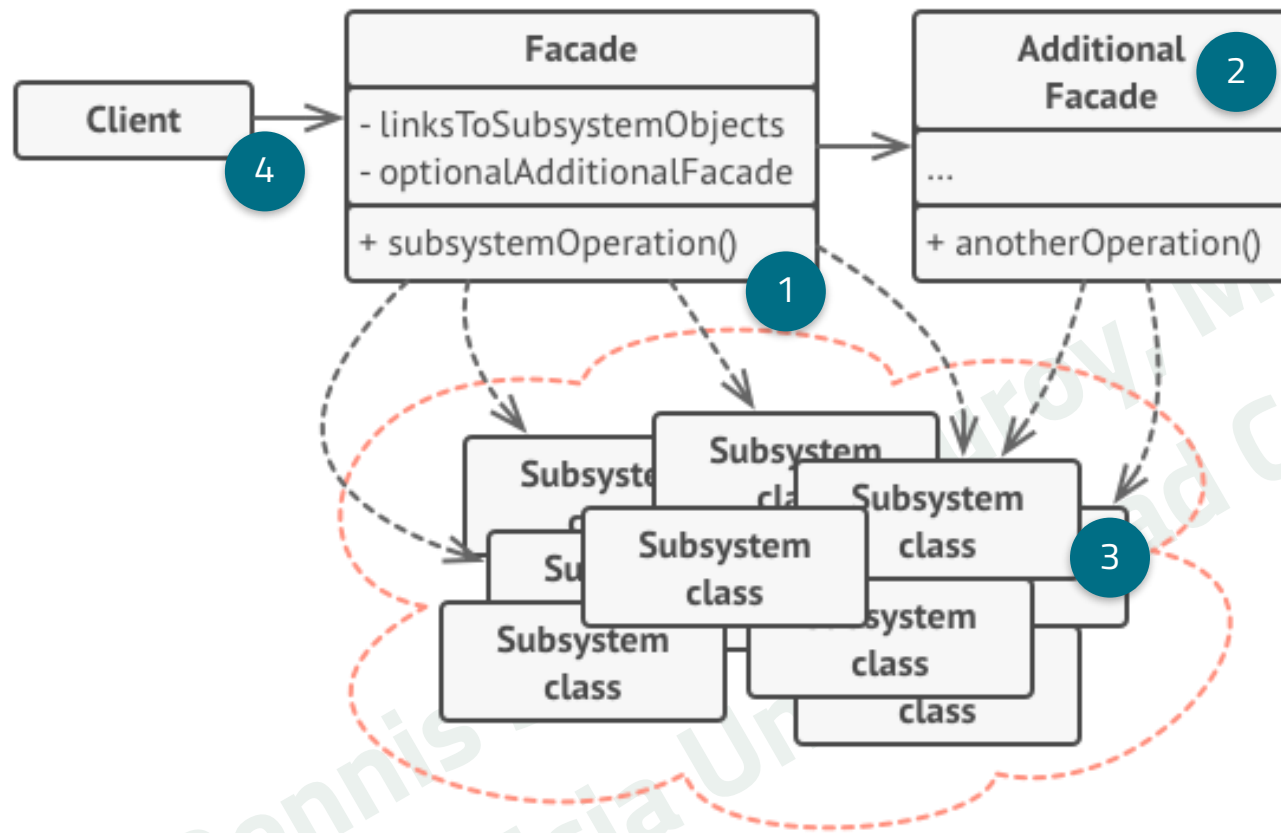 Client
4
Facade
- linksToSubsystemObjects
- optionalAdditionalFacade
+ subsystemOperation()
1
Additional
Facade
2
...
+ anotherOperation()
Subsystem
Subsystem
class
Subsystem
class
3
Subsystem
class
Subsystem
class
class